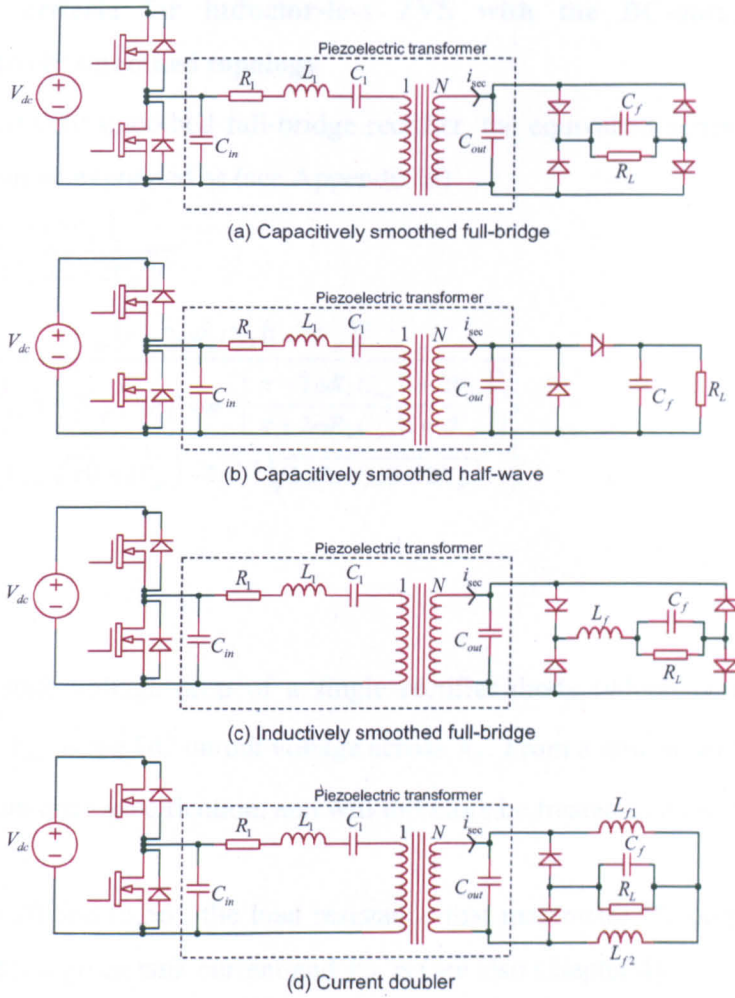 Piezoelectric transformer
V_dc
R_1
L_1
C_1
1
N
i_sec
C_in
C_out
C_f
R_L
(a) Capacitively smoothed full-bridge
Piezoelectric transformer
V_dc
R_1
L_1
C_1
1
N
i_sec
C_in
C_out
C_f
R_L
(b) Capacitively smoothed half-wave
Piezoelectric transformer
V_dc
R_1
L_1
C_1
1
N
i_sec
C_in
C_out
L_f
C_f
R_L
(c) Inductively smoothed full-bridge
Piezoelectric transformer
V_dc
R_1
L_1
C_1
1
N
i_sec
C_in
C_out
L_f1
C_f
R_L
L_f2
(d) Current doubler